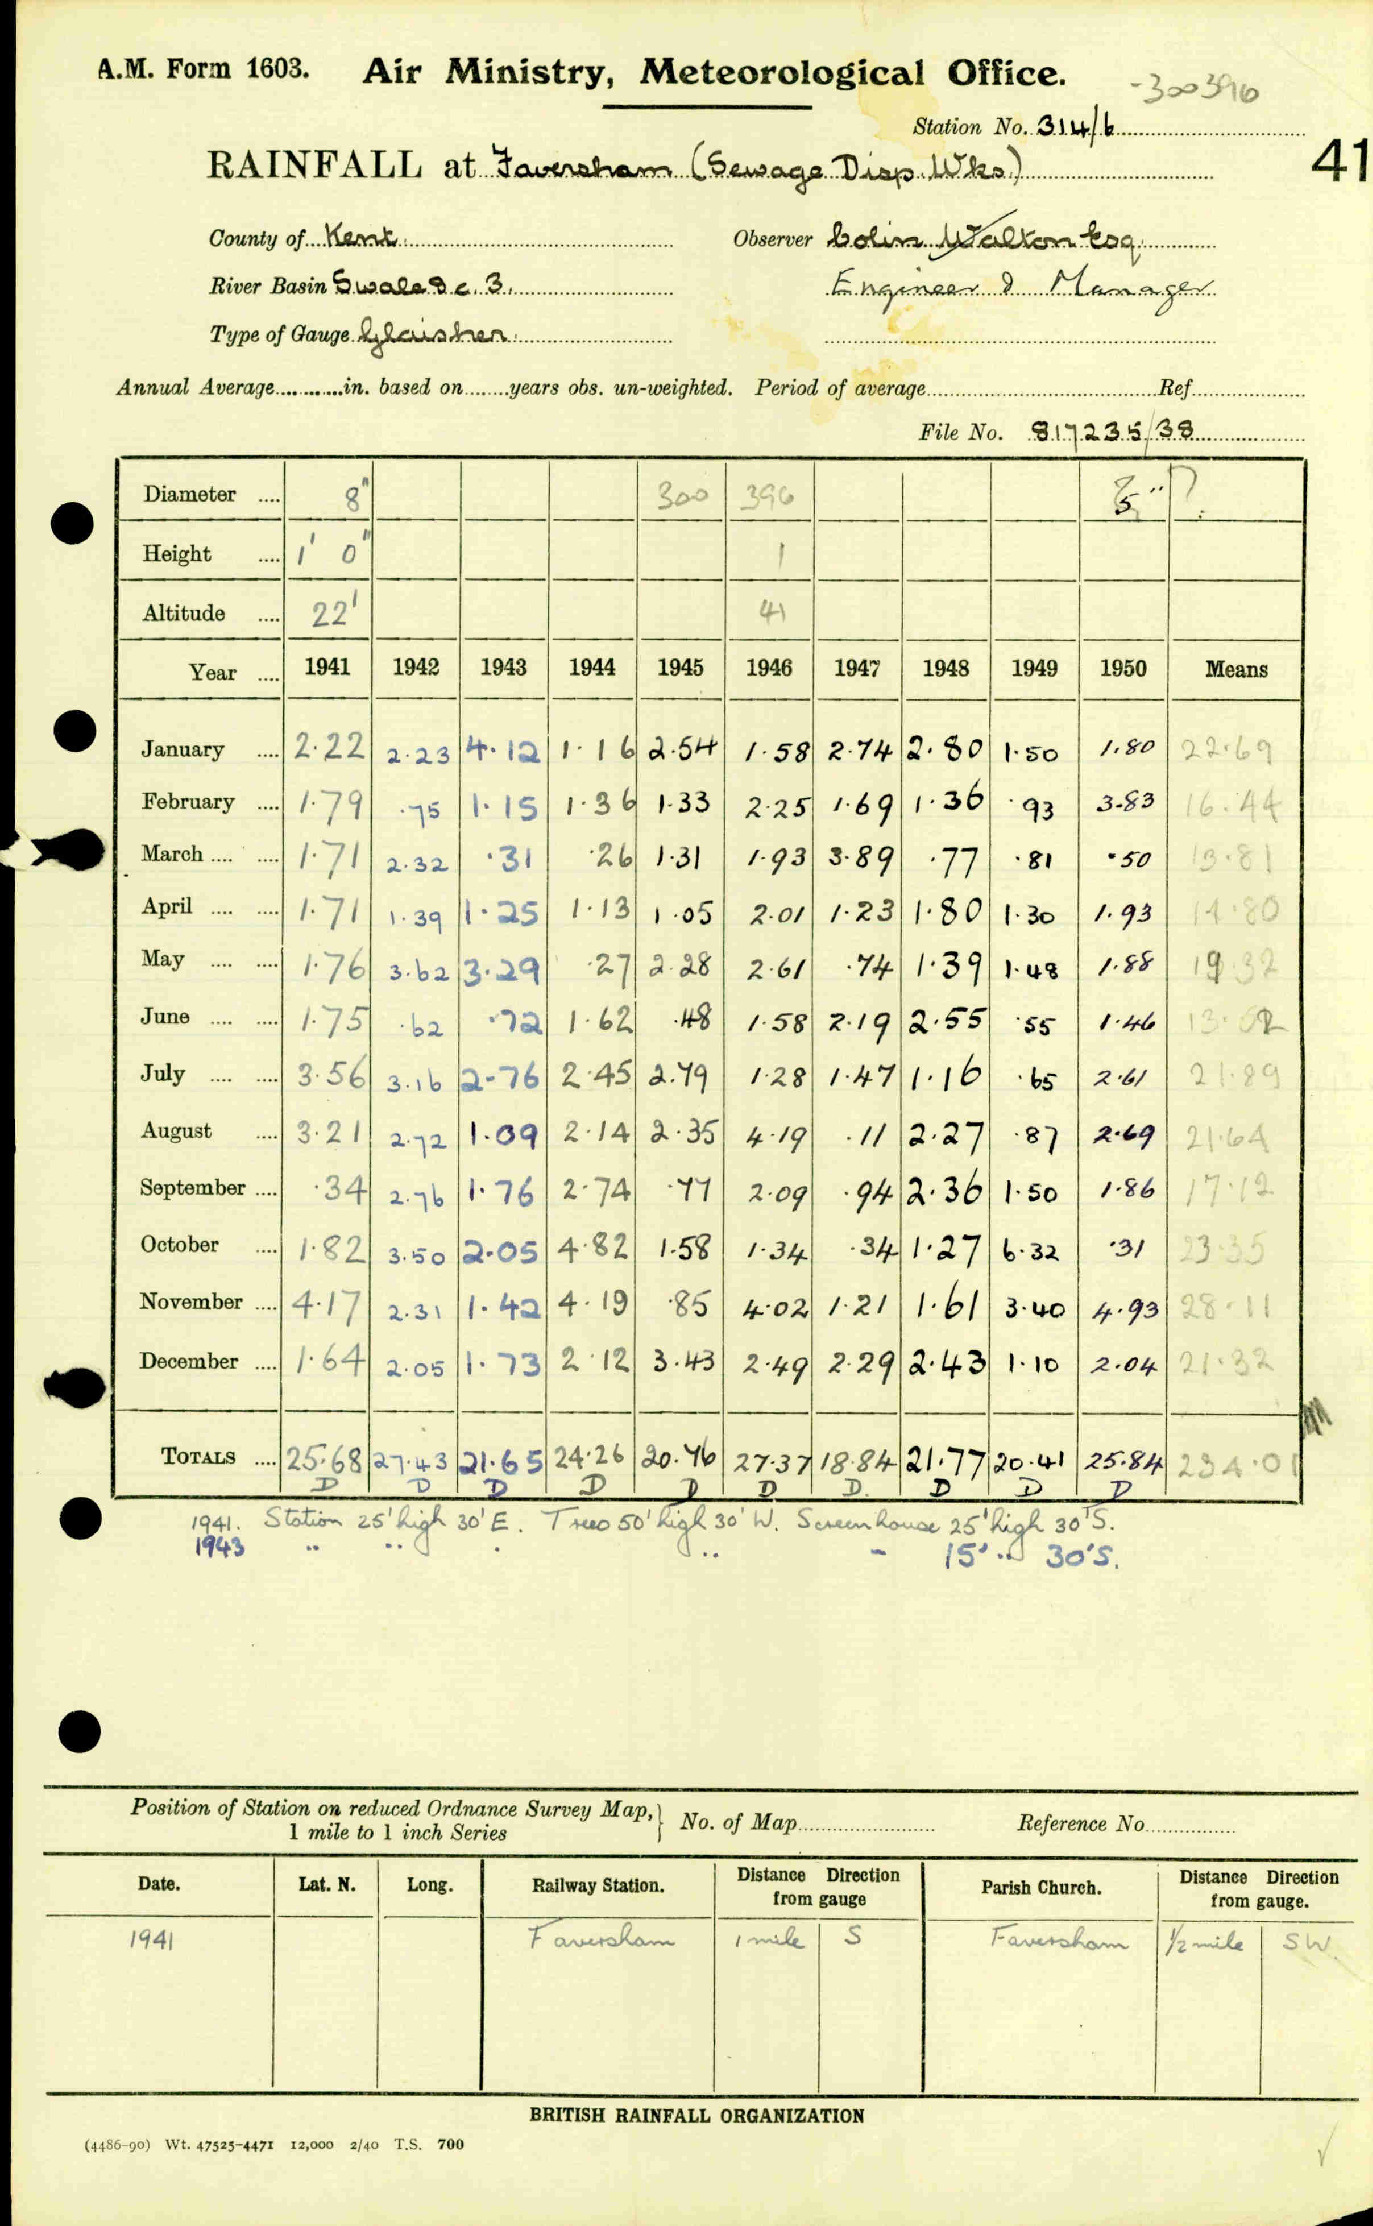 A.M. Form 1603. Air Ministry, Meteorological Office. -300396
Station No. 314/6
41
RAINFALL at Faversham (Sewage Disp. Wks.)
County of Kent Observer Colin Walton Esq.
River Basin Swale &c. 3. Engineer & Manager
Type of Gauge Glaisher
Annual Average ............in. based on........years obs. un-weighted. Period of average Ref.
File No. 817235/38
Diameter .... 8" 300 396 5" ?
Height .... 1' 0" 1
Altitude .... 22' 41
Year .... 1941 1942 1943 1944 1945 1946 1947 1948 1949 1950 Means
January .... 2.22 2.23 4.12 1.16 2.54 1.58 2.74 2.80 1.50 1.80 22.69
February .... 1.79 .75 1.15 1.36 1.33 2.25 1.69 1.36 .93 3.83 16.44
March .... .... 1.71 2.32 .31 .26 1.31 1.93 3.89 .77 .81 .50 13.81
April .... .... 1.71 1.39 1.25 1.13 1.05 2.01 1.23 1.80 1.30 1.93 14.80
May .... .... 1.76 3.62 3.29 .27 2.28 2.61 .74 1.39 1.48 1.88 19.32
June .... .... 1.75 .62 .72 1.62 .48 1.58 2.19 2.55 .55 1.46 13.52
July .... .... 3.56 3.16 2.76 2.45 2.79 1.28 1.47 1.16 .65 2.61 21.89
August .... 3.21 2.72 1.09 2.14 2.35 4.19 .11 2.27 .87 2.69 21.64
September .... .34 2.76 1.76 2.74 .77 2.09 .94 2.36 1.50 1.86 17.12
October .... 1.82 3.50 2.05 4.82 1.58 1.34 .34 1.27 6.32 .31 23.35
November .... 4.17 2.31 1.42 4.19 .85 4.02 1.21 1.61 3.40 4.93 28.11
December .... 1.64 2.05 1.73 2.12 3.43 2.49 2.29 2.43 1.10 2.04 21.32
TOTALS .... 25.68 27.43 21.65 24.26 20.76 27.37 18.84 21.77 20.41 25.84 234.01
D D D D D D D. D D D
1941. Station 25' high 30' E. Trees 50' high 30' W. Screen house 25' high 30' S.
1943 " " . " - 15' " 30' S.
Position of Station on reduced Ordnance Survey Map,} No. of Map Reference No.
1 mile to 1 inch Series
Date. Lat. N. Long. Railway Station. Distance Direction from gauge Parish Church. Distance Direction from gauge.
1941 Faversham 1 mile S Faversham 1/2 mile SW.
BRITISH RAINFALL ORGANIZATION
(4486-90) Wt. 47525-4471 12,000 2/40 T.S. 700